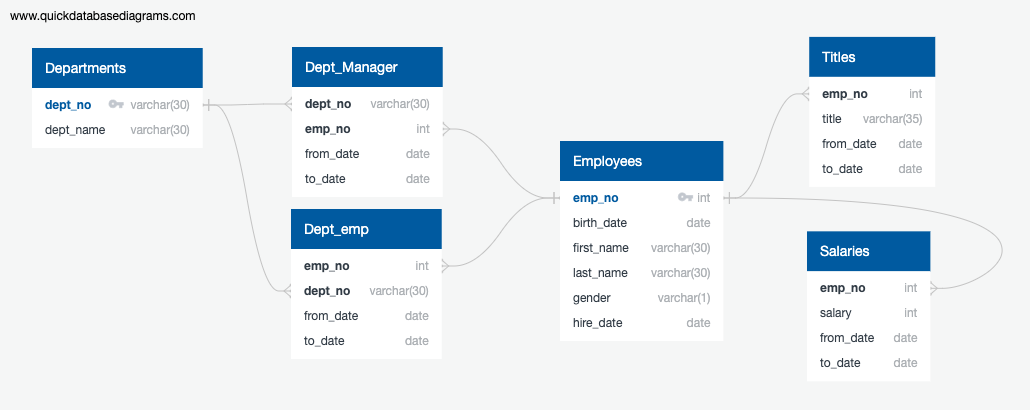 www.quickdatabasediagrams.com
Departments
dept_no varchar(30)
dept_name varchar(30)
Dept_Manager
dept_no varchar(30)
emp_no int
from_date date
to_date date
Dept_emp
emp_no int
dept_no varchar(30)
from_date date
to_date date
Employees
emp_no int
birth_date date
first_name varchar(30)
last_name varchar(30)
gender varchar(1)
hire_date date
Titles
emp_no int
title varchar(35)
from_date date
to_date date
Salaries
emp_no int
salary int
from_date date
to_date date